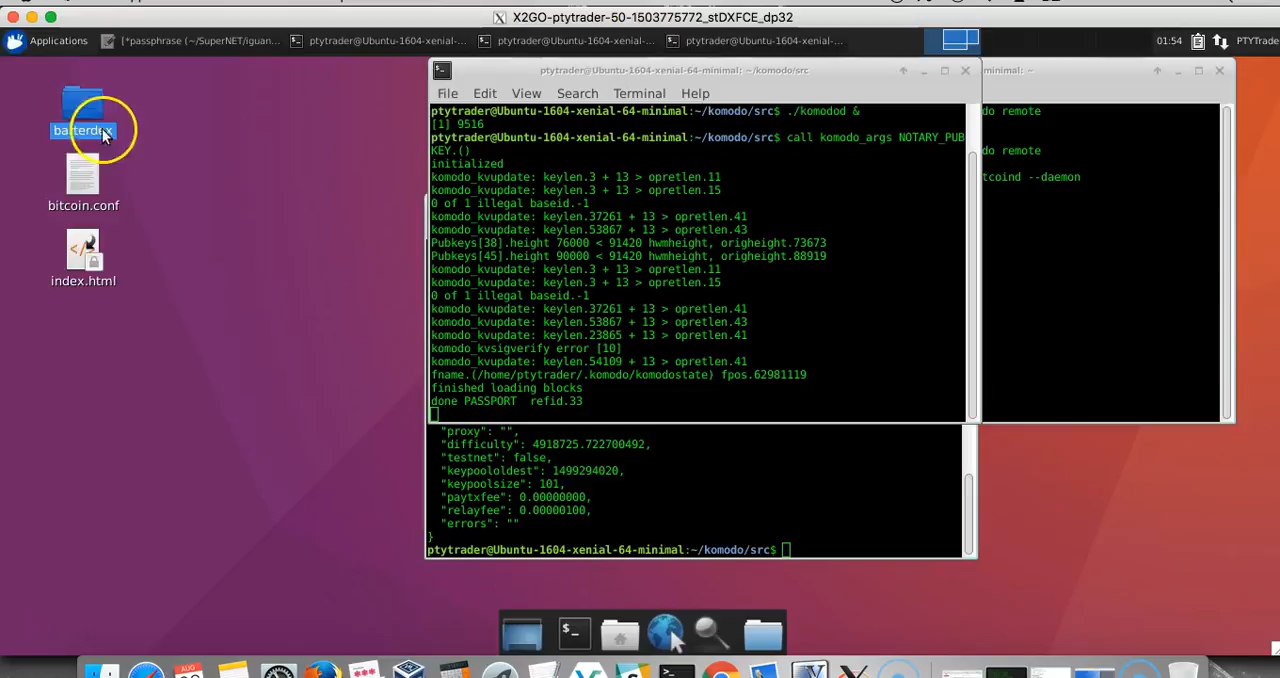 X2GO-ptytrader-50-1503775772_stDXFCE_dp32
Applications
[*passphrase (~/SuperNET/iguan...
ptytrader@Ubuntu-1604-xenial-...
ptytrader@Ubuntu-1604-xenial-...
ptytrader@Ubuntu-1604-xenial-...
01:54
PTYTrade
barterdex
bitcoin.conf
index.html
ptytrader@Ubuntu-1604-xenial-64-minimal: ~/komodo/src
File Edit View Search Terminal Help
ptytrader@Ubuntu-1604-xenial-64-minimal:~/komodo/src$ ./komodod &
[1] 9516
ptytrader@Ubuntu-1604-xenial-64-minimal:~/komodo/src$ call komodo_args NOTARY_PUB
KEY.()
initialized
komodo_kvupdate: keylen.3 + 13 > opretlen.11
komodo_kvupdate: keylen.3 + 13 > opretlen.15
0 of 1 illegal baseid.-1
komodo_kvupdate: keylen.37261 + 13 > opretlen.41
komodo_kvupdate: keylen.53867 + 13 > opretlen.43
Pubkeys[38].height 76000 < 91420 hwmheight, origheight.73673
Pubkeys[45].height 90000 < 91420 hwmheight, origheight.88919
komodo_kvupdate: keylen.3 + 13 > opretlen.11
komodo_kvupdate: keylen.3 + 13 > opretlen.15
0 of 1 illegal baseid.-1
komodo_kvupdate: keylen.37261 + 13 > opretlen.41
komodo_kvupdate: keylen.53867 + 13 > opretlen.43
komodo_kvupdate: keylen.23865 + 13 > opretlen.41
komodo_kvsigverify error [10]
komodo_kvupdate: keylen.54109 + 13 > opretlen.41
fname.(/home/ptytrader/.komodo/komodostate) fpos.62981119
finished loading blocks
done PASSPORT refid.33
minimal: ~
do remote
do remote
tcoind --daemon
"proxy": "",
"difficulty": 4918725.722700492,
"testnet": false,
"keypoololdest": 1499294020,
"keypoolsize": 101,
"paytxfee": 0.00000000,
"relayfee": 0.00000100,
"errors": ""
}
ptytrader@Ubuntu-1604-xenial-64-minimal:~/komodo/src$